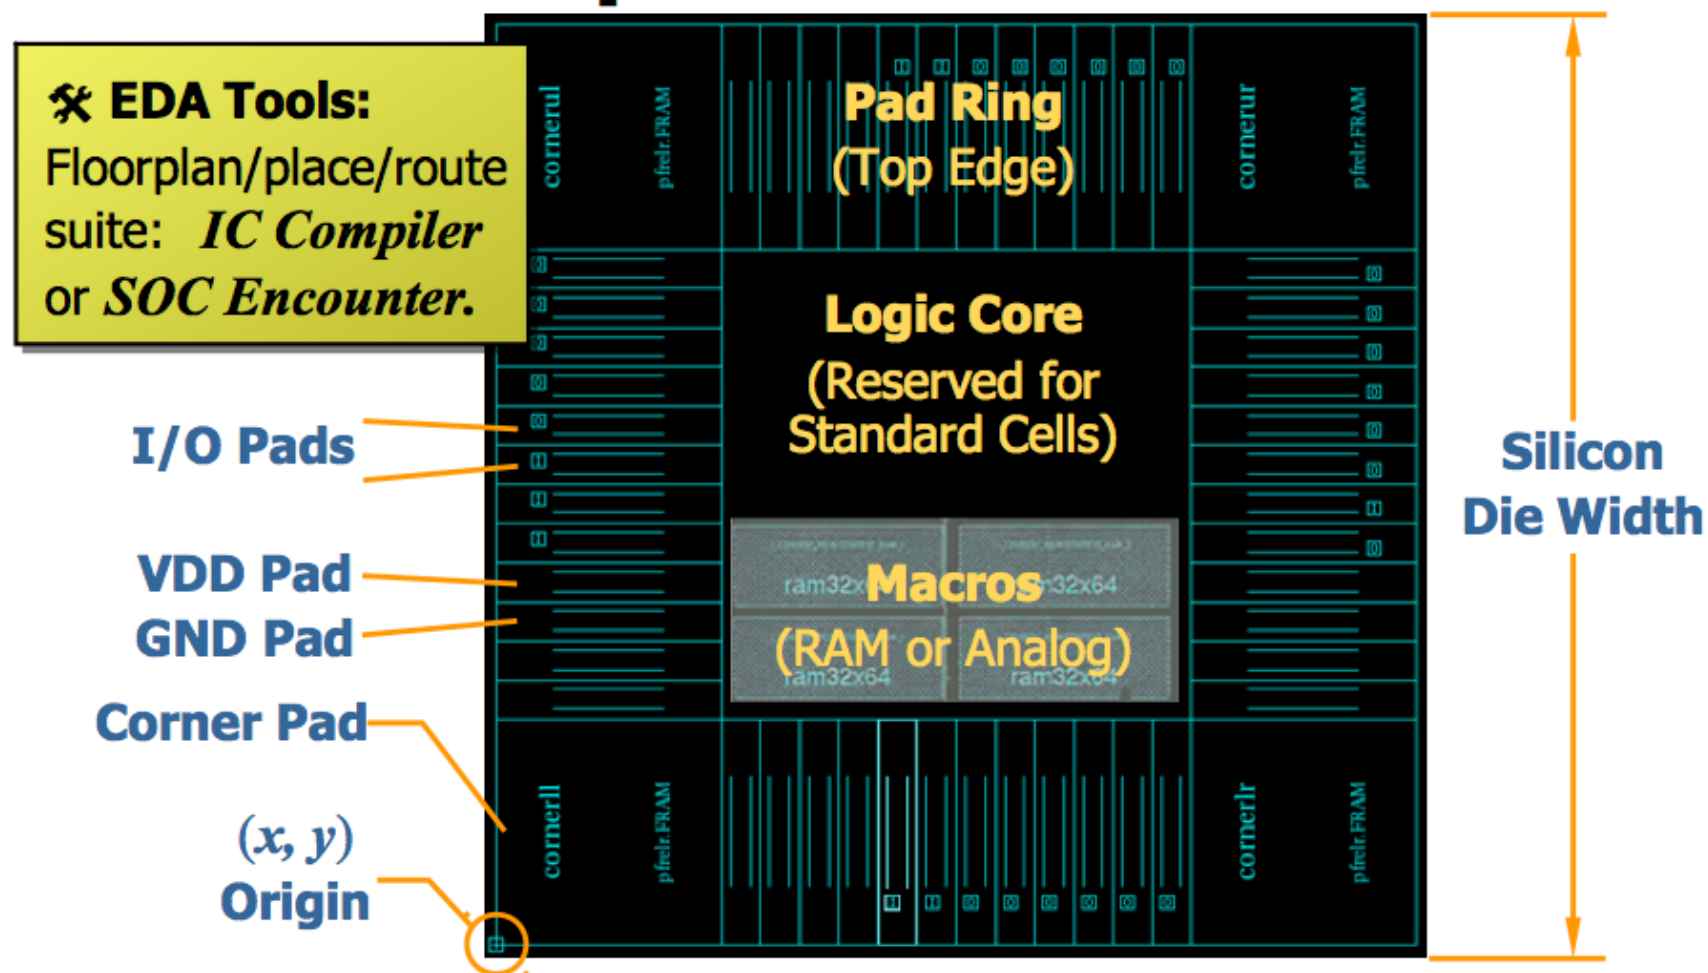 🛠 EDA Tools:
Floorplan/place/route
suite: IC Compiler
or SOC Encounter.
cornerul
pfrelr.FRAM
Pad Ring
(Top Edge)
cornerur
pfrelr.FRAM
Logic Core
(Reserved for
Standard Cells)
I/O Pads
Silicon
Die Width
VDD Pad
GND Pad
Macros
(RAM or Analog)
ram32x64
ram32x64
Corner Pad
cornerll
pfrelr.FRAM
cornerlr
pfrelr.FRAM
(x, y)
Origin